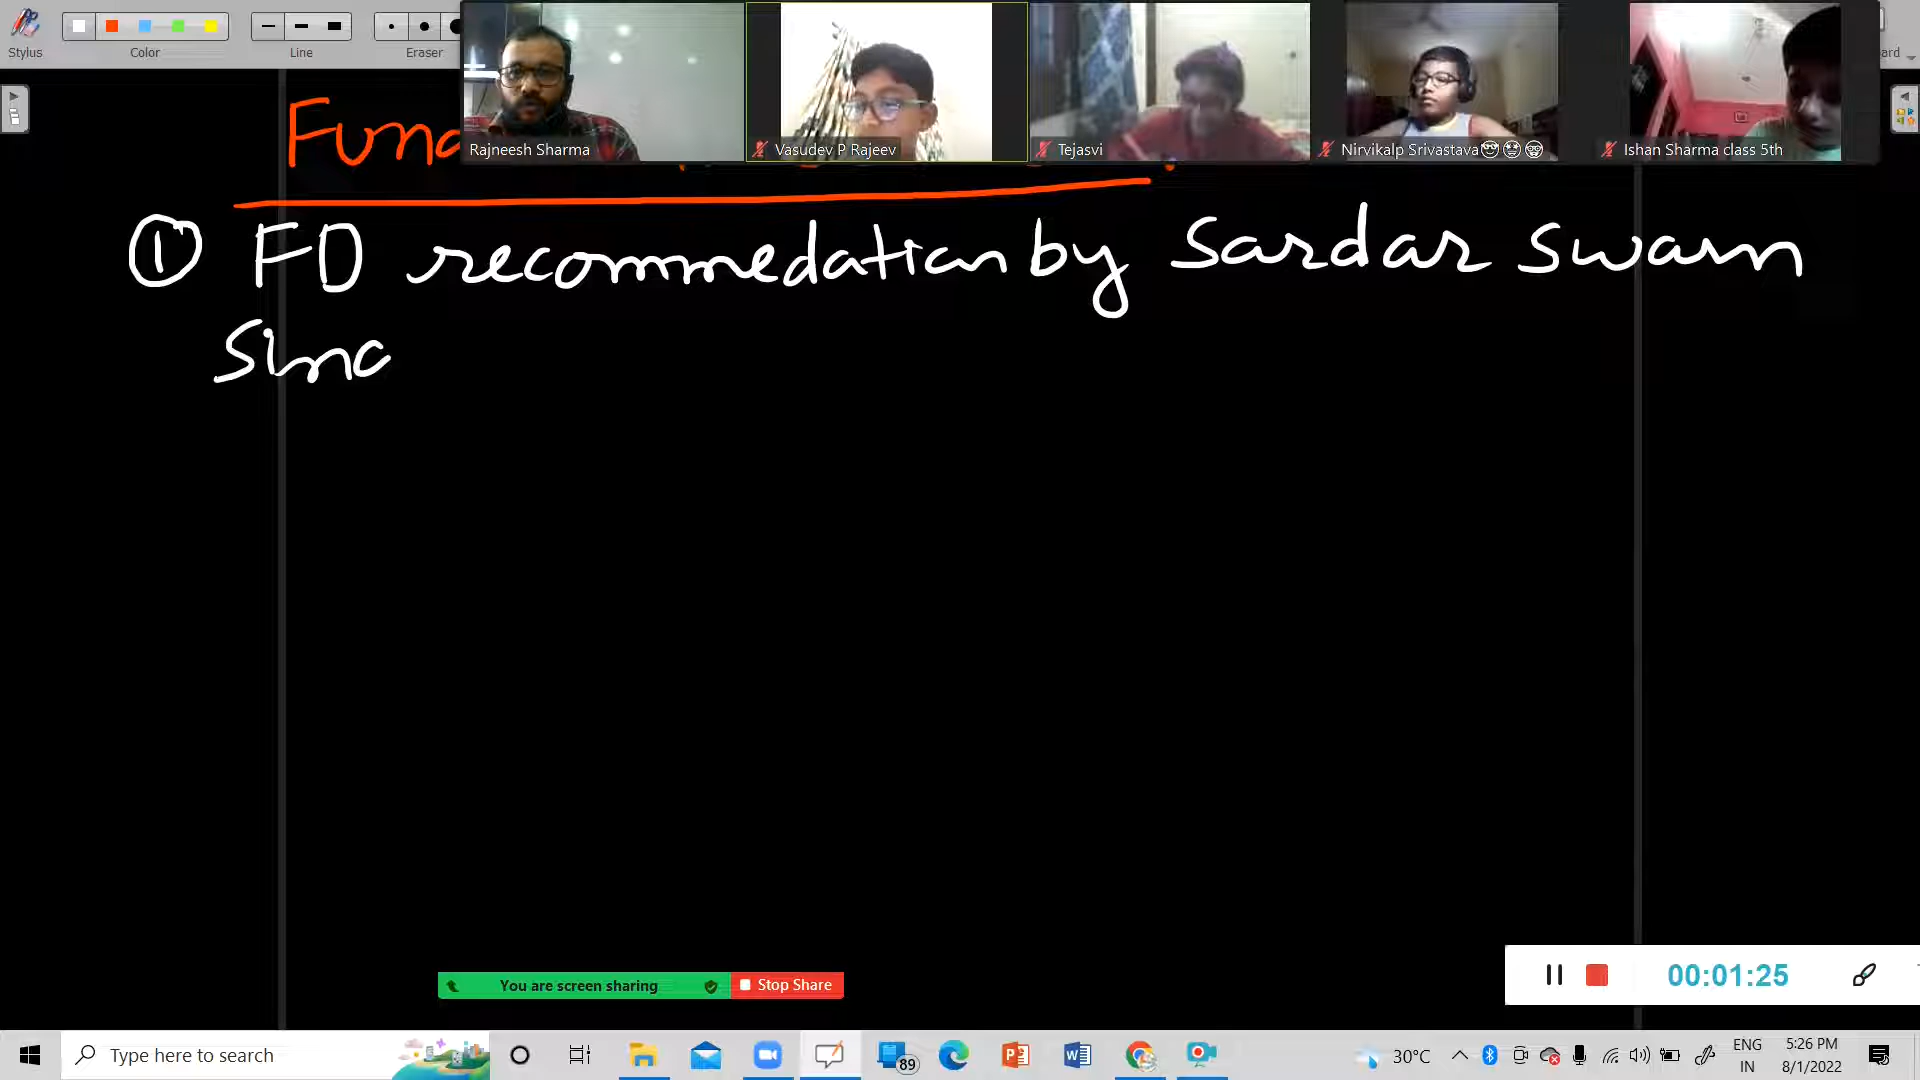 Stylus
Color
Line
Eraser
ard
Rajneesh Sharma
Vasudev P Rajeev
Tejasvi
Nirvikalp Srivastava
Ishan Sharma class 5th
① FD recommedation by Sardar Swarn
Sing
You are screen sharing
Stop Share
00:01:25
Type here to search
89
30°C
ENG
IN
5:26 PM
8/1/2022